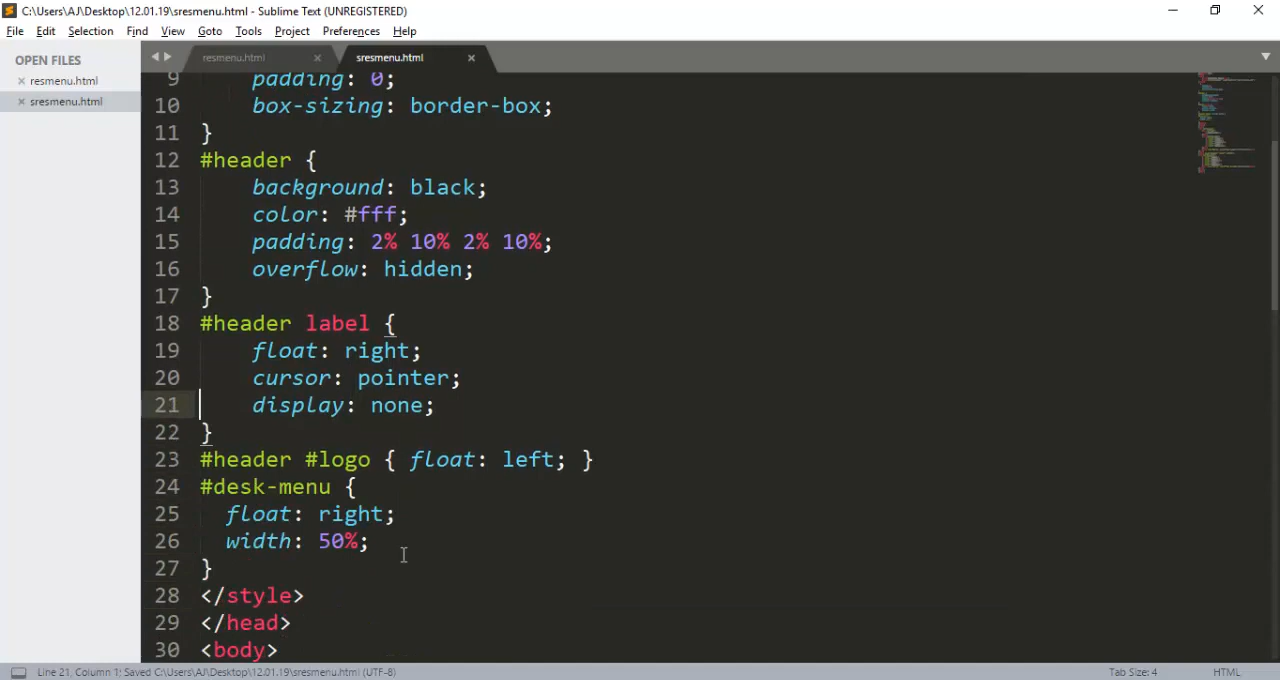 C:\Users\AJ\Desktop\12.01.19\sresmenu.html - Sublime Text (UNREGISTERED)
File Edit Selection Find View Goto Tools Project Preferences Help
OPEN FILES
resmenu.html
sresmenu.html
resmenu.html sresmenu.html
9 padding: 0;
10 box-sizing: border-box;
11 }
12 #header {
13 background: black;
14 color: #fff;
15 padding: 2% 10% 2% 10%;
16 overflow: hidden;
17 }
18 #header label {
19 float: right;
20 cursor: pointer;
21 display: none;
22 }
23 #header #logo { float: left; }
24 #desk-menu {
25 float: right;
26 width: 50%;
27 }
28 </style>
29 </head>
30 <body>
Line 21, Column 1; Saved C:\Users\AJ\Desktop\12.01.19\sresmenu.html (UTF-8) Tab Size: 4 HTML